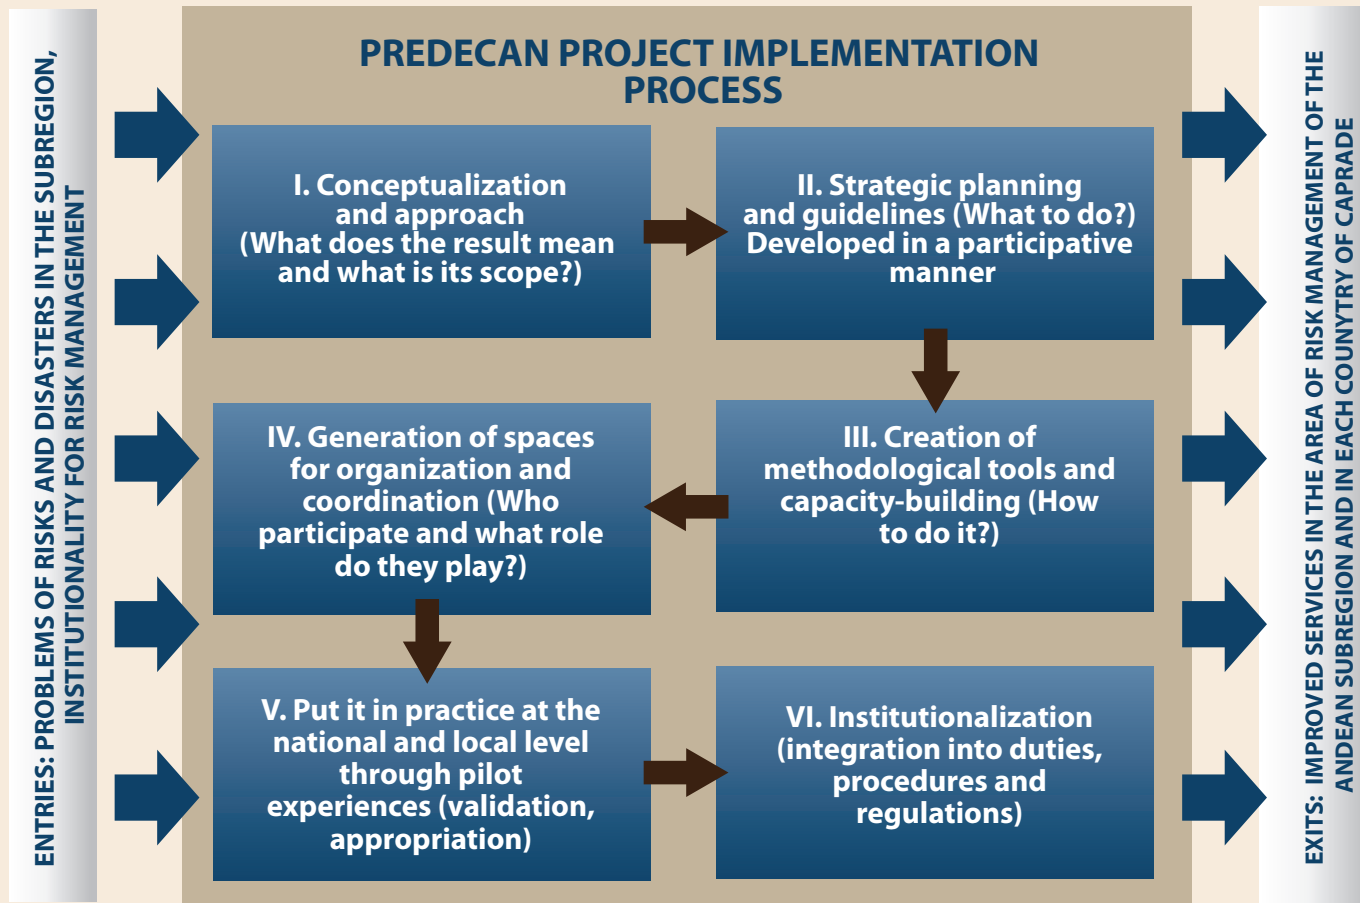 ENTRIES: PROBLEMS OF RISKS AND DISASTERS IN THE SUBREGION,
INSTITUTIONALITY FOR RISK MANAGEMENT
PREDECAN PROJECT IMPLEMENTATION
PROCESS
I. Conceptualization
and approach
(What does the result mean
and what is its scope?)
II. Strategic planning
and guidelines (What to do?)
Developed in a participative
manner
III. Creation of
methodological tools and
capacity-building (How
to do it?)
IV. Generation of spaces
for organization and
coordination (Who
participate and what role
do they play?)
V. Put it in practice at the
national and local level
through pilot
experiences (validation,
appropriation)
VI. Institutionalization
(integration into duties,
procedures and
regulations)
EXITS: IMPROVED SERVICES IN THE AREA OF RISK MANAGEMENT OF THE
ANDEAN SUBREGION AND IN EACH COUNYTRY OF CAPRADE